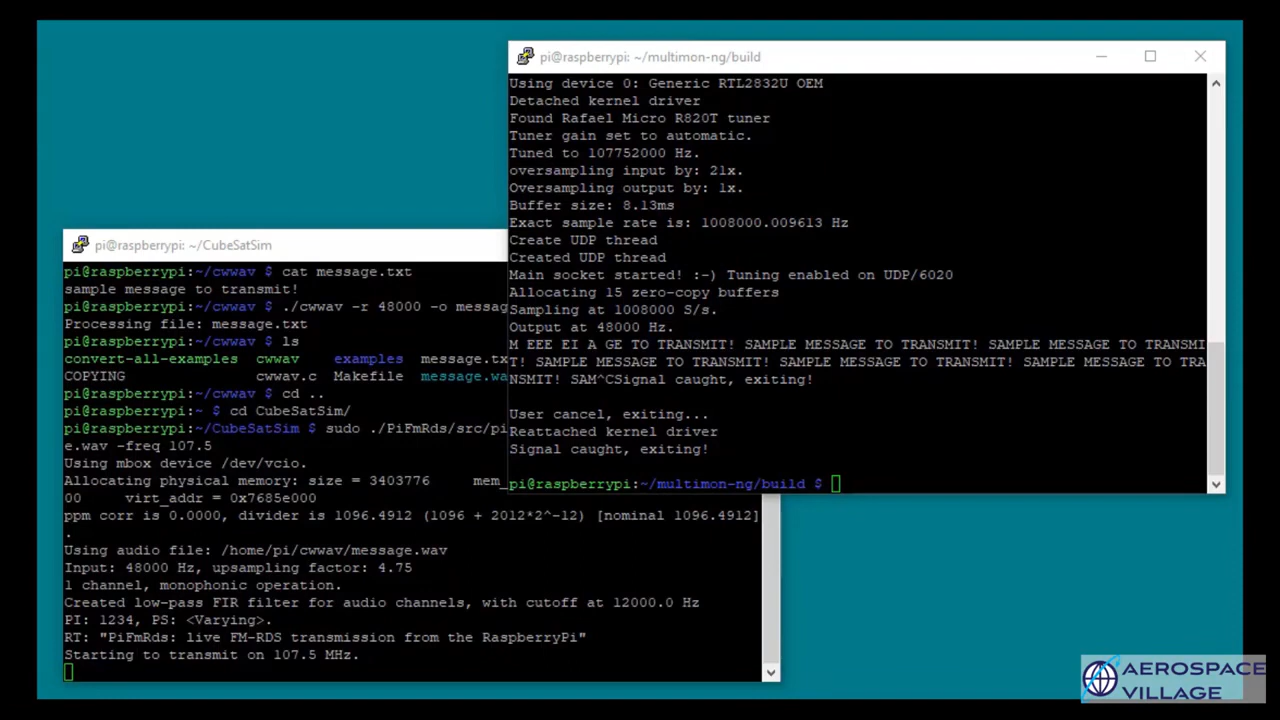 pi@raspberrypi: ~/multimon-ng/build
Using device 0: Generic RTL2832U OEM
Detached kernel driver
Found Rafael Micro R820T tuner
Tuner gain set to automatic.
Tuned to 107752000 Hz.
oversampling input by: 21x.
Oversampling output by: 1x.
Buffer size: 8.13ms
Exact sample rate is: 1008000.009613 Hz
Create UDP thread
Created UDP thread
Main socket started! :-) Tuning enabled on UDP/6020
Allocating 15 zero-copy buffers
Sampling at 1008000 S/s.
Output at 48000 Hz.
M EEE EI A GE TO TRANSMIT! SAMPLE MESSAGE TO TRANSMIT! SAMPLE MESSAGE TO TRANSMI
T! SAMPLE MESSAGE TO TRANSMIT! SAMPLE MESSAGE TO TRANSMIT! SAMPLE MESSAGE TO TRA
NSMIT! SAM^CSignal caught, exiting!
User cancel, exiting...
Reattached kernel driver
Signal caught, exiting!
pi@raspberrypi:~/multimon-ng/build $
pi@raspberrypi: ~/CubeSatSim
pi@raspberrypi:~/cwwav $ cat message.txt
sample message to transmit!
pi@raspberrypi:~/cwwav $ ./cwwav -r 48000 -o messag
Processing file: message.txt
pi@raspberrypi:~/cwwav $ ls
convert-all-examples cwwav examples message.tx
COPYING cwwav.c Makefile message.wa
pi@raspberrypi:~/cwwav $ cd ..
pi@raspberrypi:~ $ cd CubeSatSim/
pi@raspberrypi:~/CubeSatSim $ sudo ./PiFmRds/src/pi
e.wav -freq 107.5
Using mbox device /dev/vcio.
Allocating physical memory: size = 3403776 mem_
00 virt_addr = 0x7685e000
ppm corr is 0.0000, divider is 1096.4912 (1096 + 2012*2^-12) [nominal 1096.4912]
.
Using audio file: /home/pi/cwwav/message.wav
Input: 48000 Hz, upsampling factor: 4.75
1 channel, monophonic operation.
Created low-pass FIR filter for audio channels, with cutoff at 12000.0 Hz
PI: 1234, PS: <Varying>.
RT: "PiFmRds: live FM-RDS transmission from the RaspberryPi"
Starting to transmit on 107.5 MHz.
AEROSPACE
VILLAGE